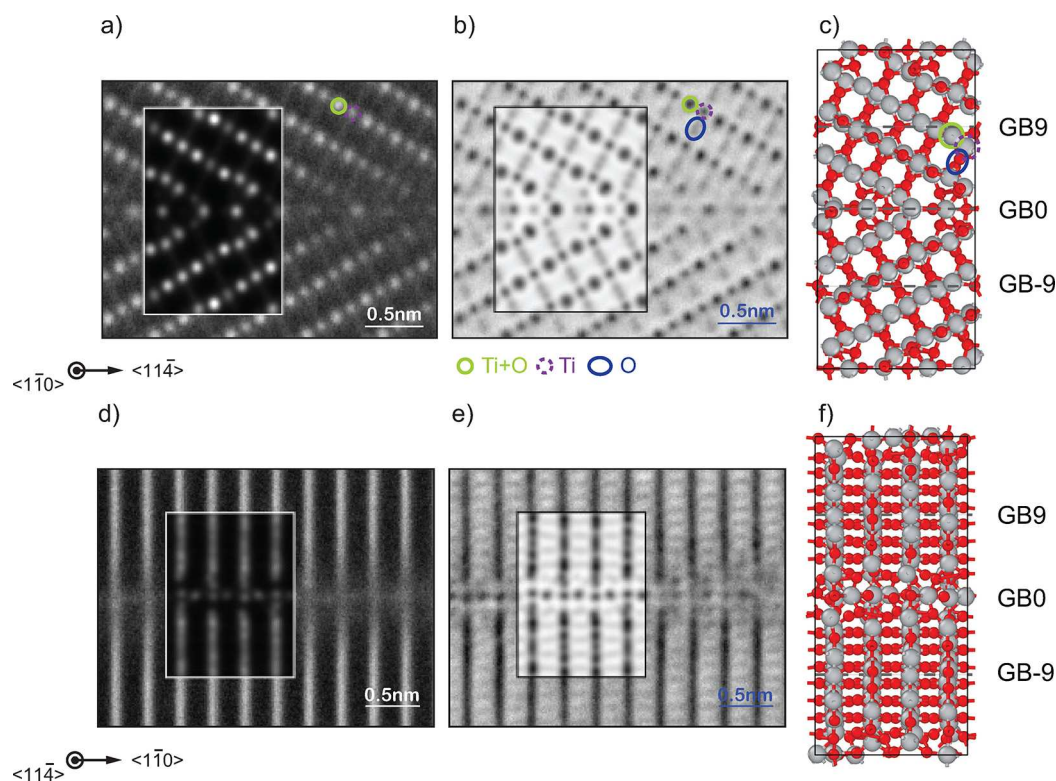 a) b) c)
GB9
GB0
GB-9
0.5nm 0.5nm
Ti+O Ti O
<11̄0> <114̄>
d) e) f)
GB9
GB0
GB-9
0.5nm 0.5nm
<114̄> <11̄0>